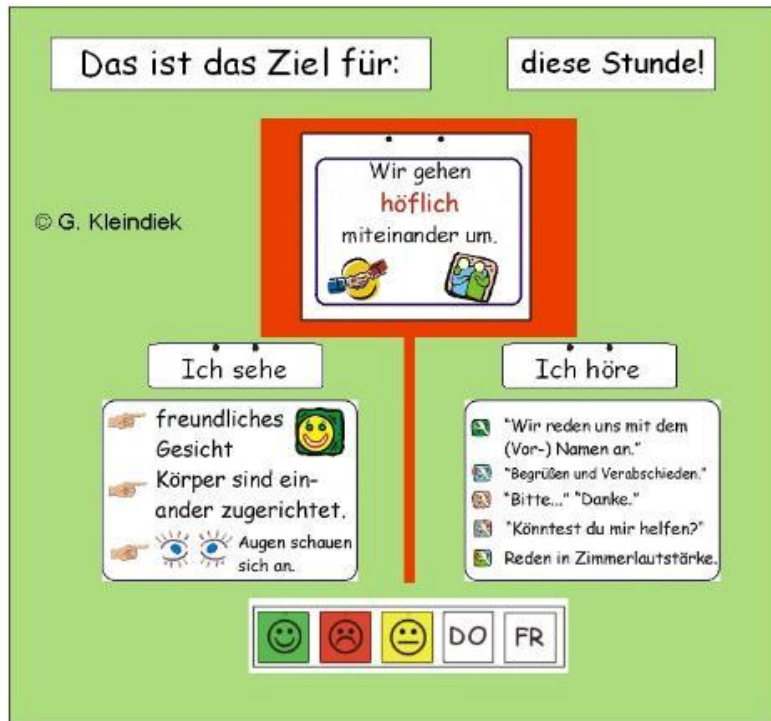 Das ist das Ziel für:
diese Stunde!
Wir gehen
höflich
miteinander um.
© G. Kleindiek
Ich sehe
freundliches
Gesicht
Körper sind ein-
ander zugerichtet.
Augen schauen
sich an.
Ich höre
"Wir reden uns mit dem
(Vor-) Namen an."
"Begrüßen und Verabschieden."
"Bitte..." "Danke."
"Könntest du mir helfen?"
Reden in Zimmerlautstärke.
DO FR